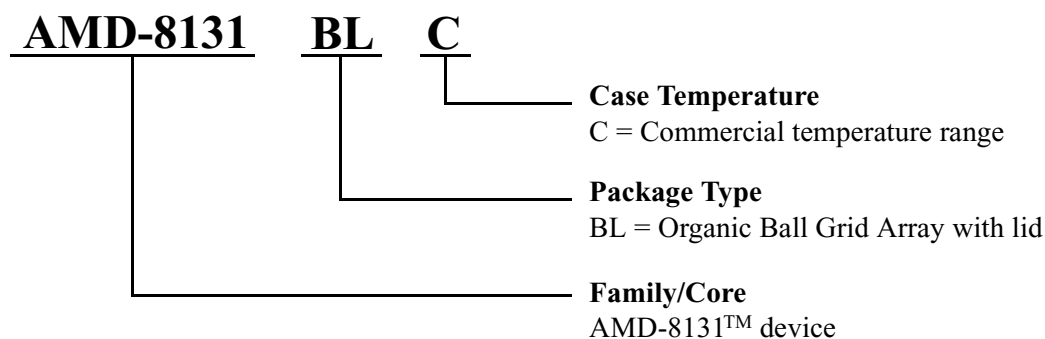 AMD-8131 BL C
Case Temperature
C = Commercial temperature range
Package Type
BL = Organic Ball Grid Array with lid
Family/Core
AMD-8131TM device